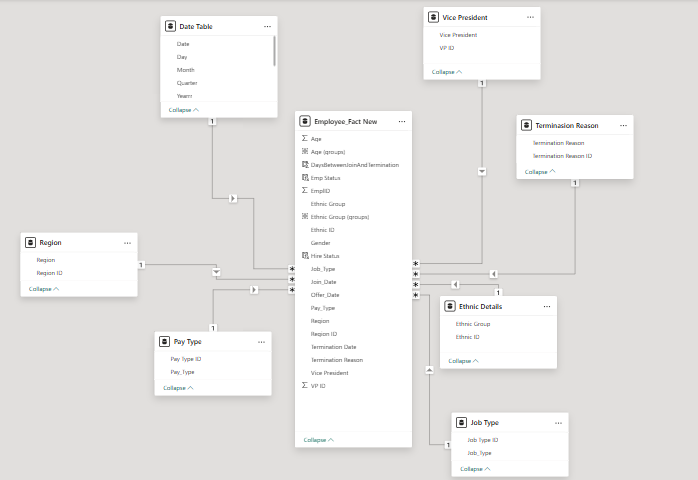 Date Table
Date
Day
Month
Quarter
Collapse
Vice President
Vice President
VP ID
Collapse
1
1
Employee_Fact New
Age
Age (groups)
DaysBetweenJoinAndTermination
Emp Status
EmplID
Ethnic Group
Ethnic Group (groups)
Ethnic ID
Gender
Hire Status
Job_Type
Join_Date
Offer_Date
Pay_Type
Region
Region ID
Termination Date
Termination Reason
Vice President
VP ID
Collapse
Terminasion Reason
Termination Reason
Termination Reason ID
Collapse
1
Region
Region
Region ID
Collapse
1
1
Pay Type
Pay Type ID
Pay_Type
Collapse
1
Ethnic Details
Ethnic Group
Ethnic ID
Collapse
Job Type
Job Type ID
Job_Type
Collapse
1